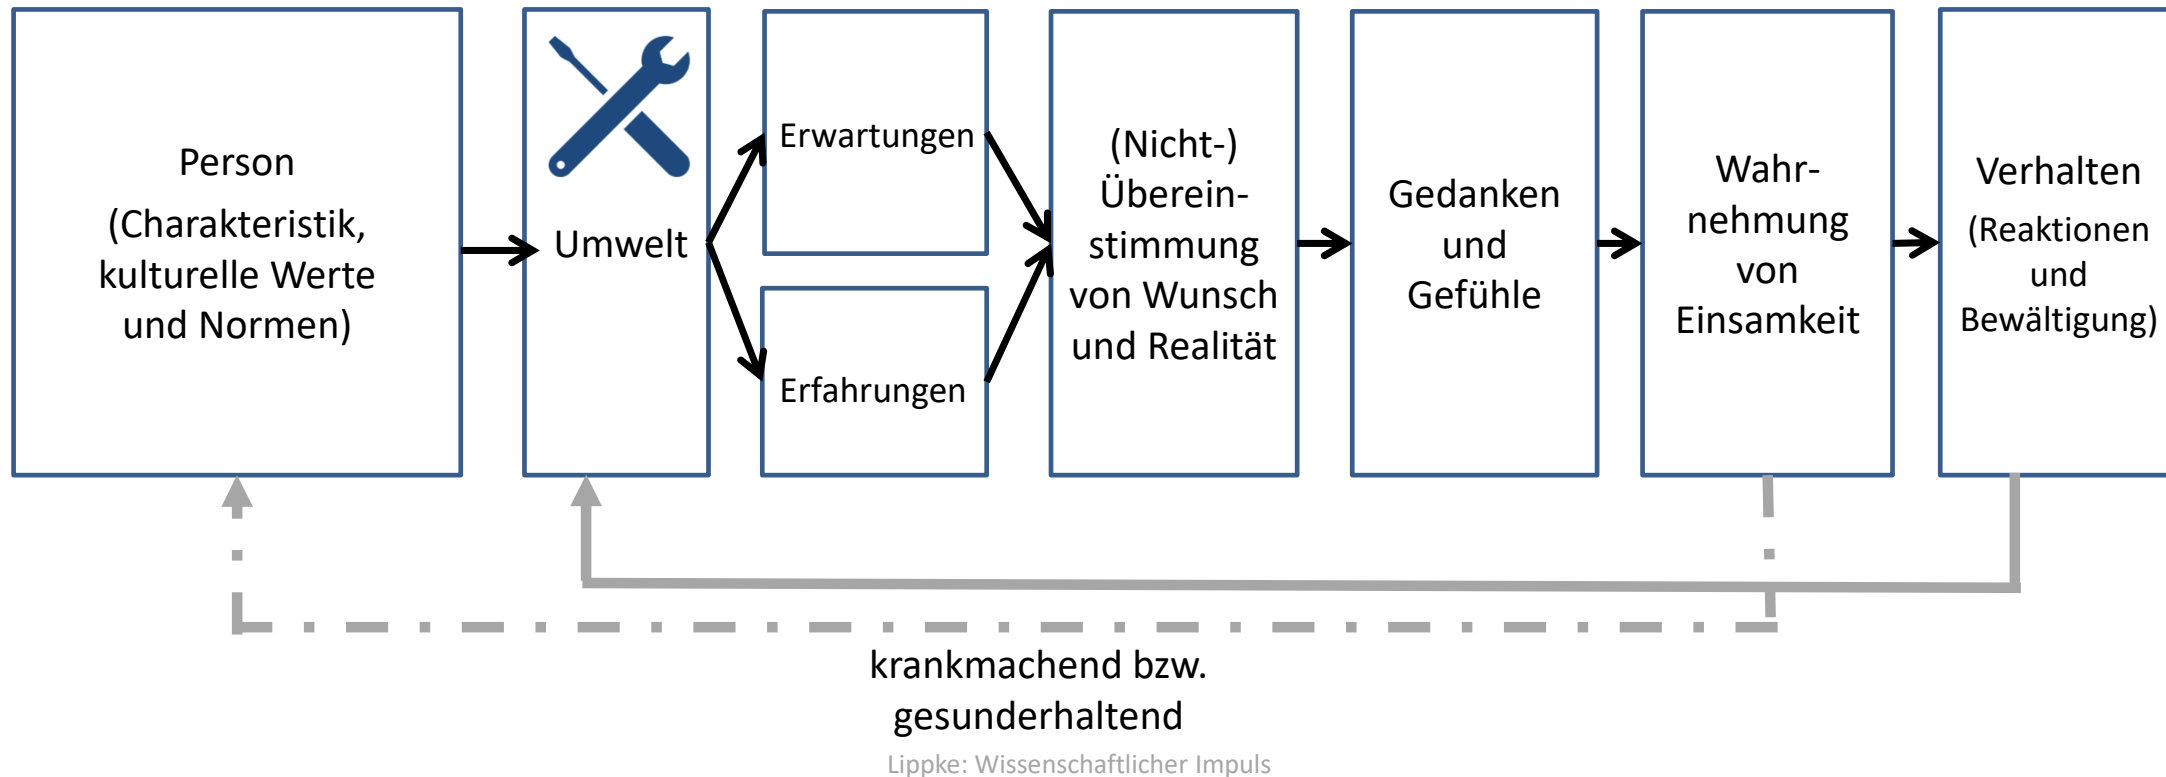 Person
(Charakteristik,
kulturelle Werte
und Normen)
Umwelt
Erwartungen
Erfahrungen
(Nicht-)
Überein-
stimmung
von Wunsch
und Realität
Gedanken
und
Gefühle
Wahr-
nehmung
von
Einsamkeit
Verhalten
(Reaktionen
und
Bewältigung)
krankmachend bzw.
gesunderhaltend
Lippke: Wissenschaftlicher Impuls